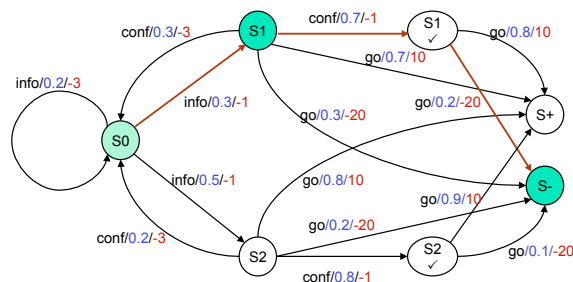 conf/0.3/-3
S1
conf/0.7/-1
S1
✓
go/0.8/10
info/0.2/-3
go/0.7/10
info/0.3/-1
go/0.3/-20
go/0.2/-20
S+
S0
info/0.5/-1
go/0.8/10
go/0.9/10
S-
conf/0.2/-3
go/0.2/-20
S2
S2
✓
go/0.1/-20
conf/0.8/-1